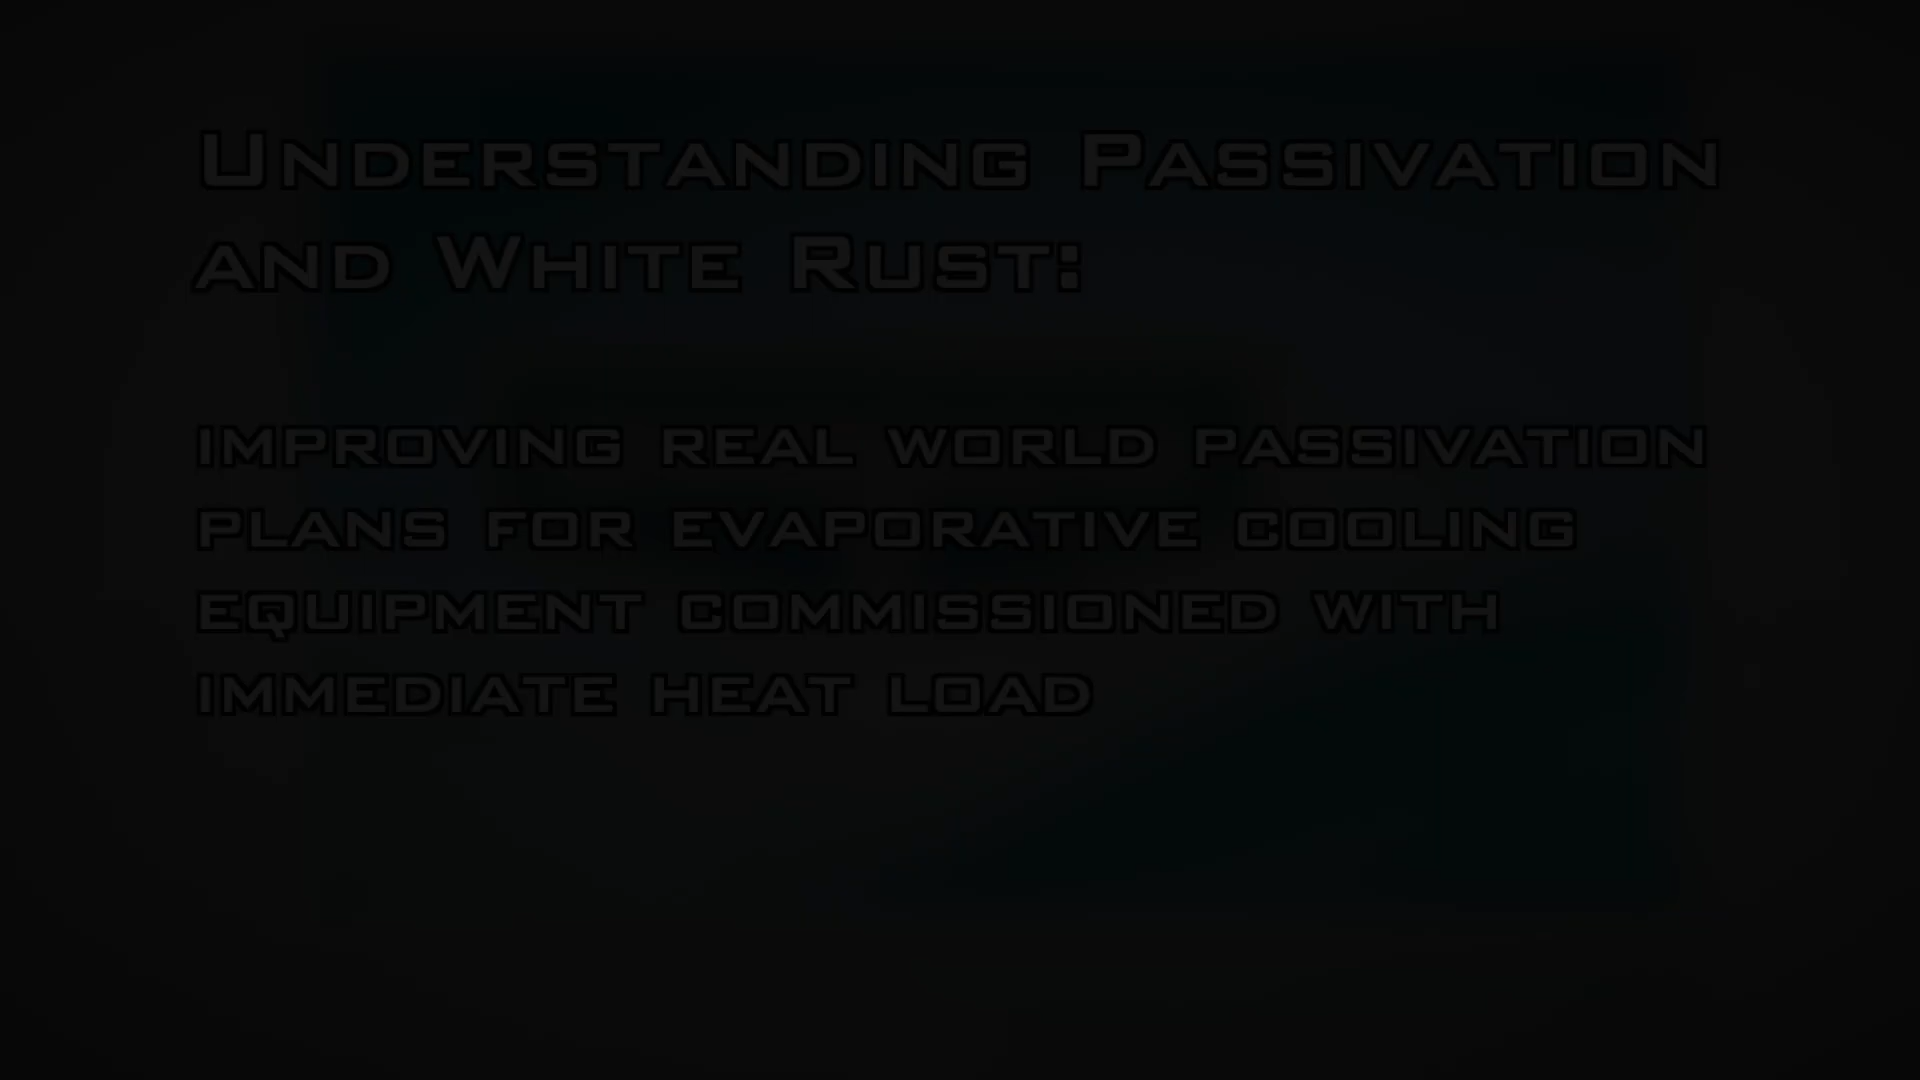 Understanding Passivation
and White Rust:
improving real world passivation
plans for evaporative cooling
equipment commissioned with
immediate heat load